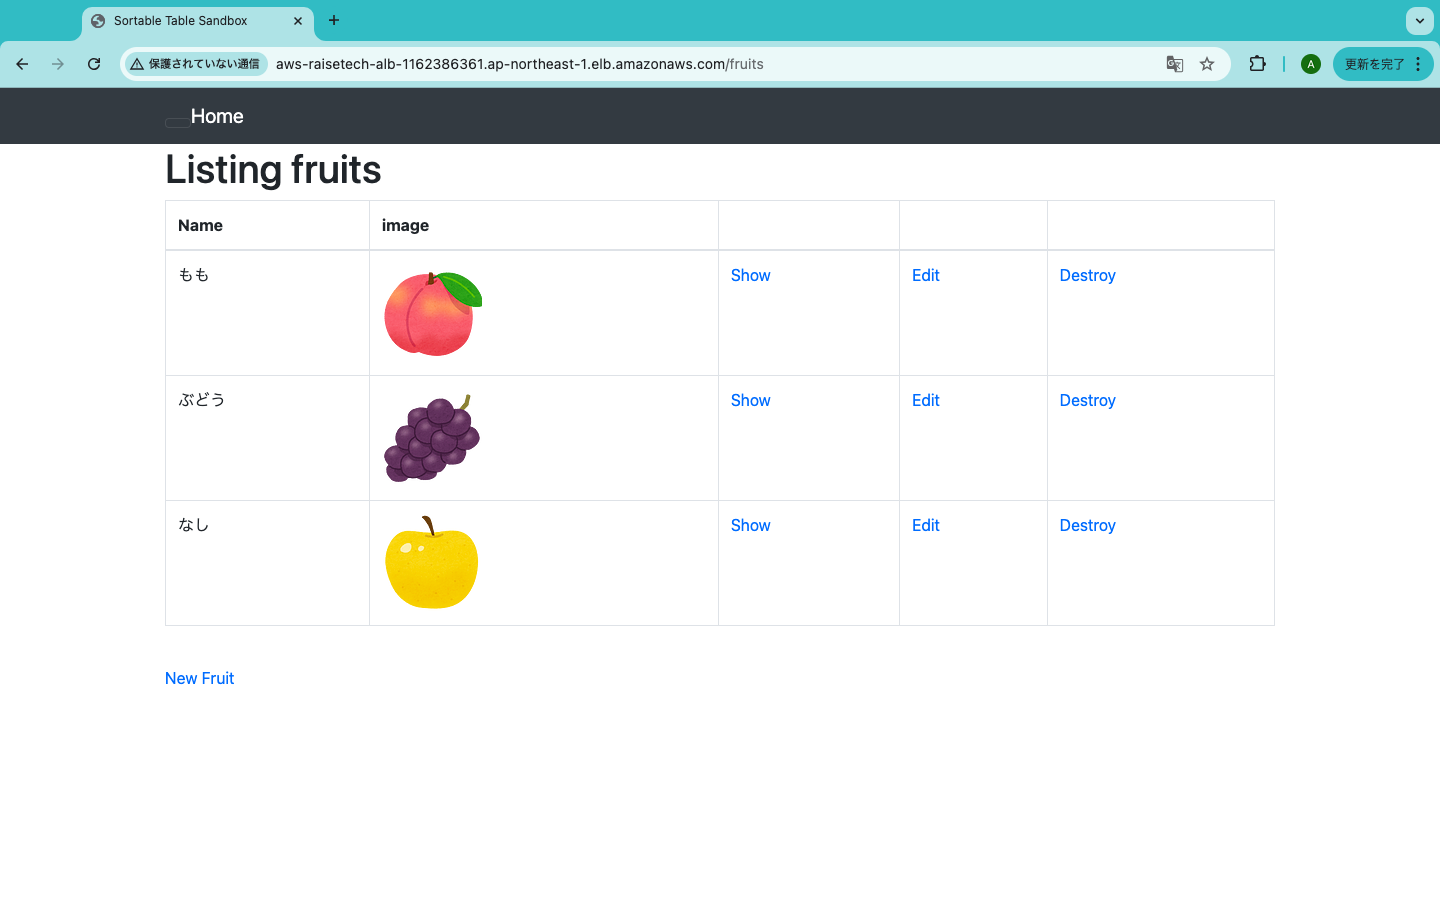 Sortable Table Sandbox
保護されていない通信 aws-raisetech-alb-1162386361.ap-northeast-1.elb.amazonaws.com/fruits A 更新を完了
Home
Listing fruits
Name image
もも Show Edit Destroy
ぶどう Show Edit Destroy
なし Show Edit Destroy
New Fruit